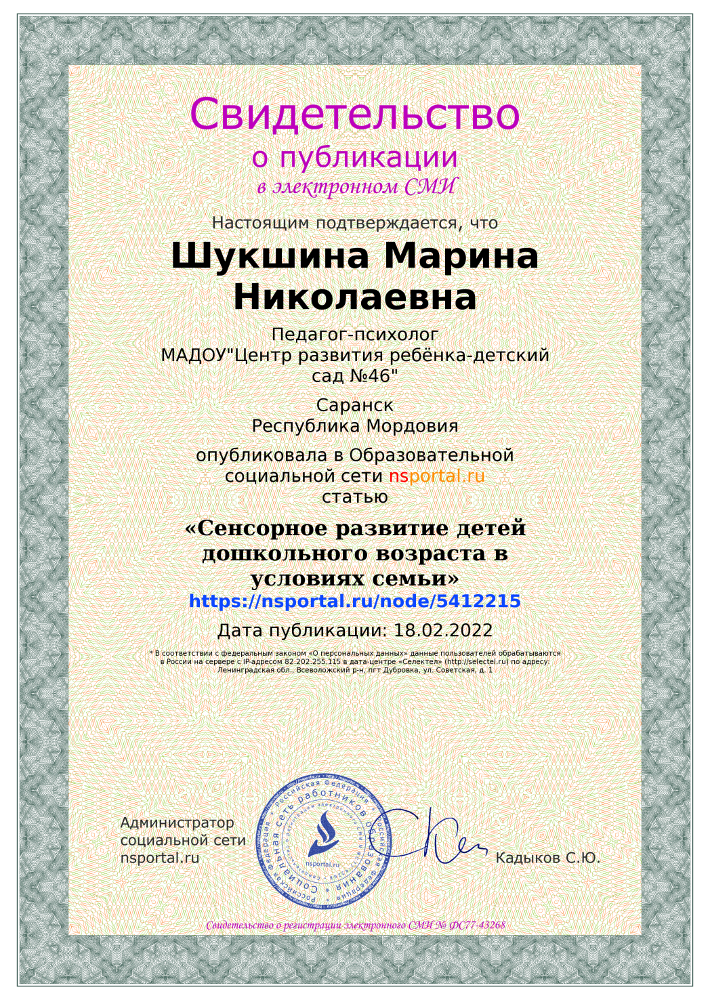 Свидетельство
о публикации
в электронном СМИ
Настоящим подтверждается, что
Шукшина Марина
Николаевна
Педагог-психолог
МАДОУ"Центр развития ребёнка-детский
сад №46"
Саранск
Республика Мордовия
опубликовала в Образовательной
социальной сети nsportal.ru
статью
«Сенсорное развитие детей
дошкольного возраста в
условиях семьи»
https://nsportal.ru/node/5412215
Дата публикации: 18.02.2022
* В соответствии с федеральным законом «О персональных данных» данные пользователей обрабатываются
в России на сервере с IP-адресом 82.202.255.115 в дата-центре «Селектел» (http://selectel.ru) по адресу:
Ленинградская обл., Всеволожский р-н, пгт Дубровка, ул. Советская, д. 1
Администратор
социальной сети
nsportal.ru
Российская Федерация * Российская Федерация * Российская Федерация *
Социальная сеть работников образования *
nsportal.ru
Кадыков С.Ю.
Свидетельство о регистрации электронного СМИ № ФС77-43268